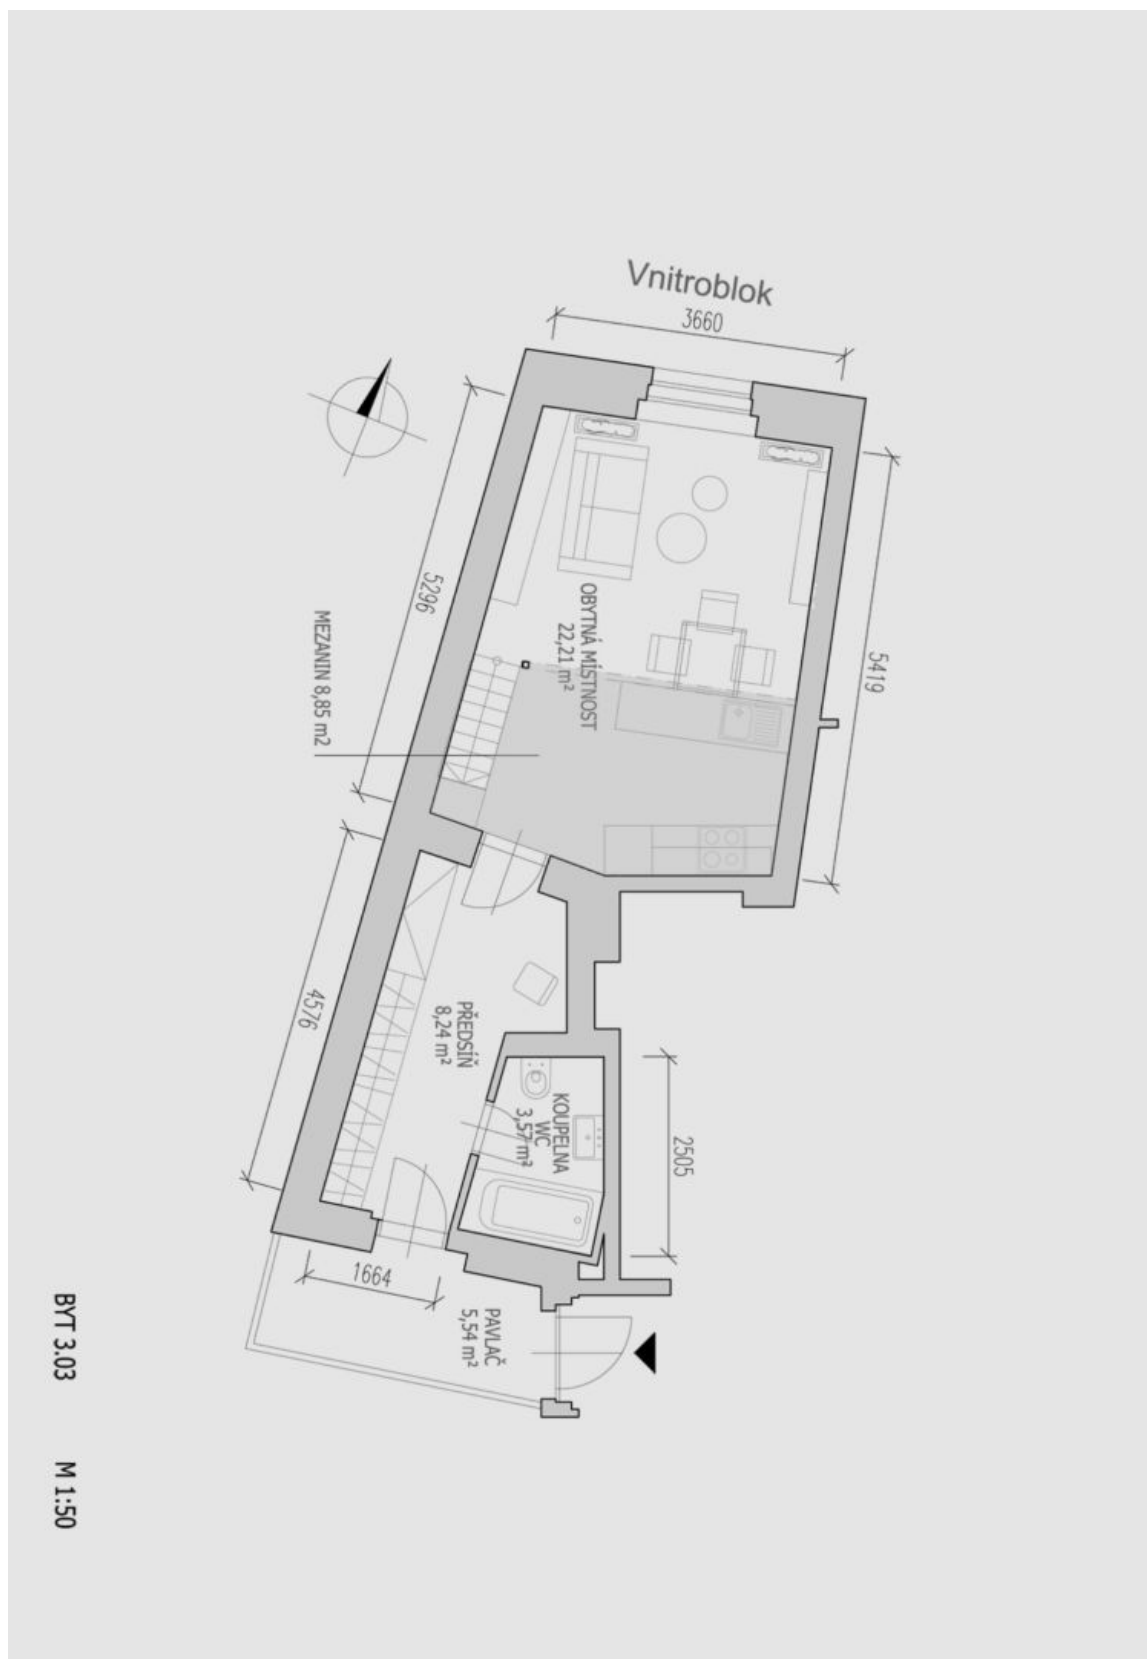 Vnitroblok
3660
5296
5419
MEZANIN 8,85 m2
OBYTNÁ MÍSTNOST
22,21 m²
4576
PŘEDSÍŇ
8,24 m²
KOUPELNA
WC
3,57 m²
2505
1664
PAVLAČ
5,54 m²
BYT 3.03
M 1:50